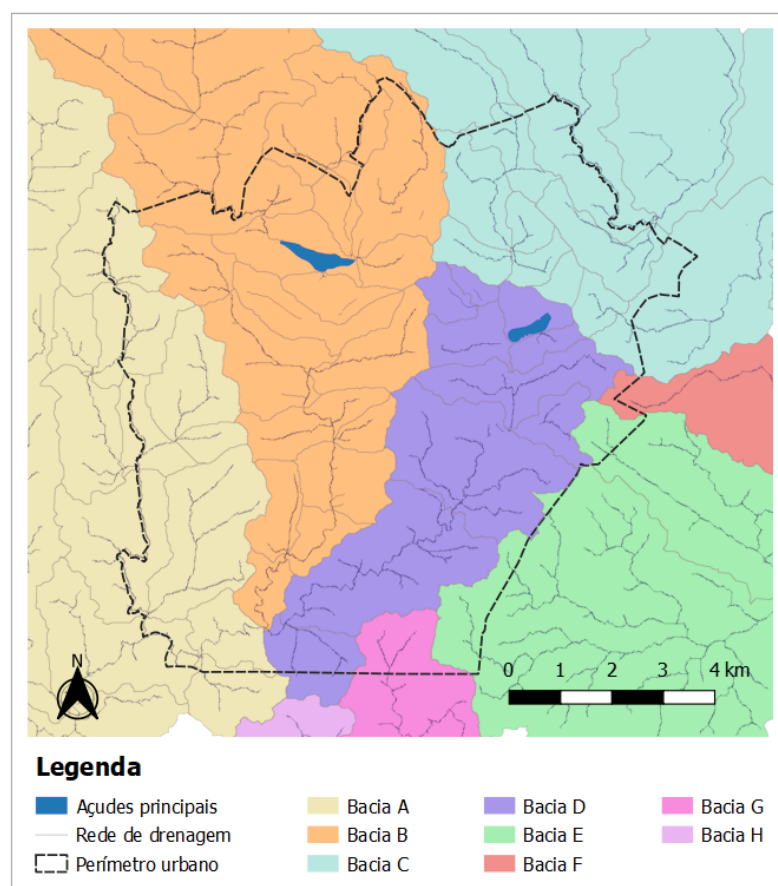 N
0 1 2 3 4 km
Legenda
Açudes principais
Rede de drenagem
Perímetro urbano
Bacia A
Bacia B
Bacia C
Bacia D
Bacia E
Bacia F
Bacia G
Bacia H